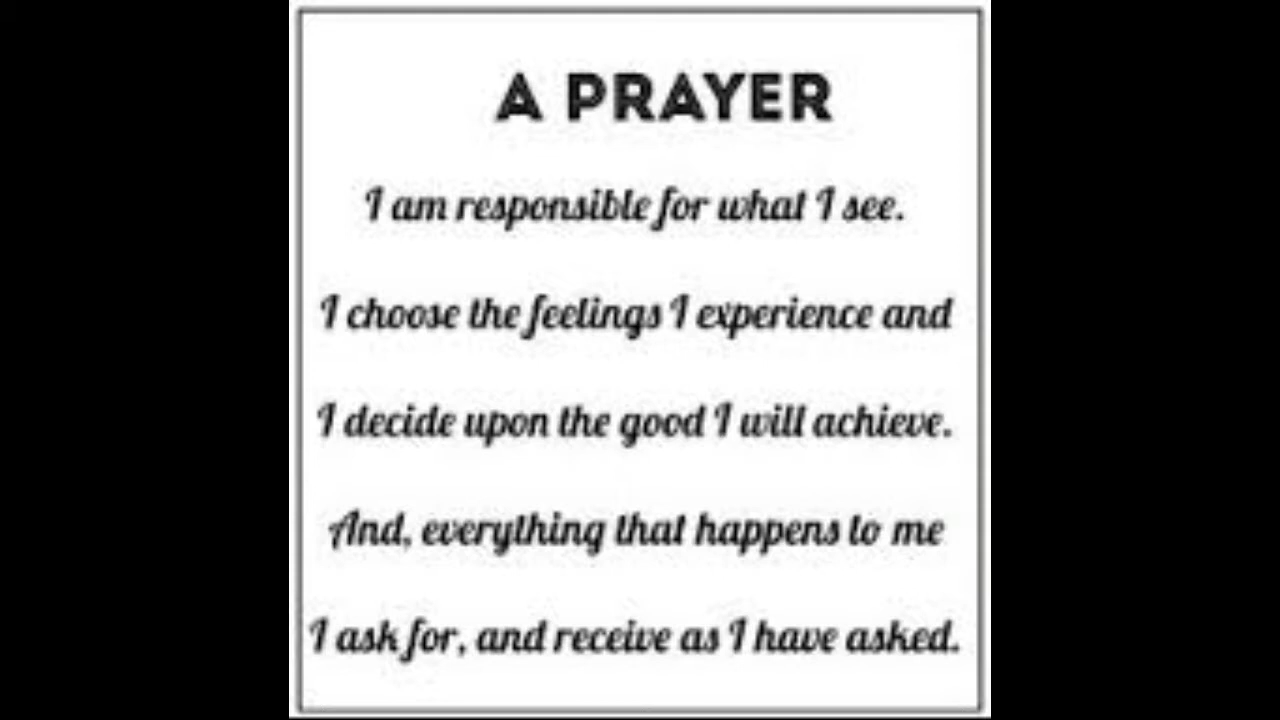 A PRAYER
I am responsible for what I see.
I choose the feelings I experience and
I decide upon the good I will achieve.
And, everything that happens to me
I ask for, and receive as I have asked.